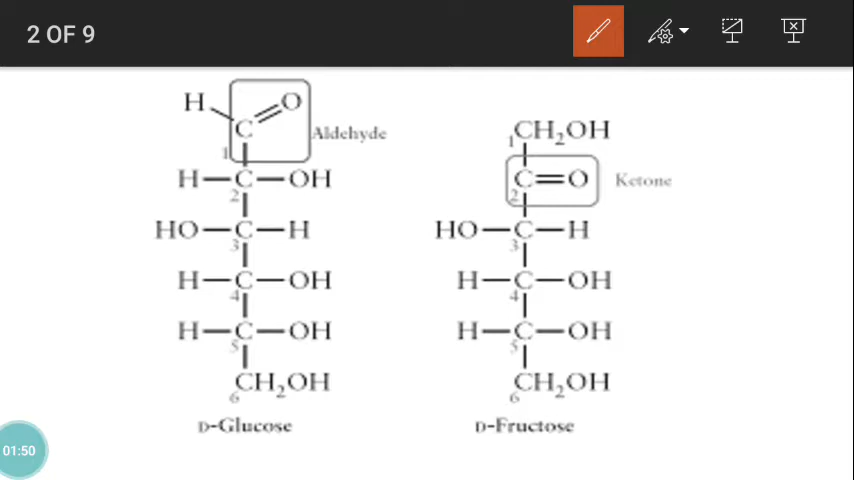 2 OF 9
H
C
O
Aldehyde
1
H—C—OH
2
HO—C—H
3
H—C—OH
4
H—C—OH
5
CH₂OH
6
D-Glucose
1
CH₂OH
C=O
Ketone
2
HO—C—H
3
H—C—OH
4
H—C—OH
5
CH₂OH
6
D-Fructose
01:50